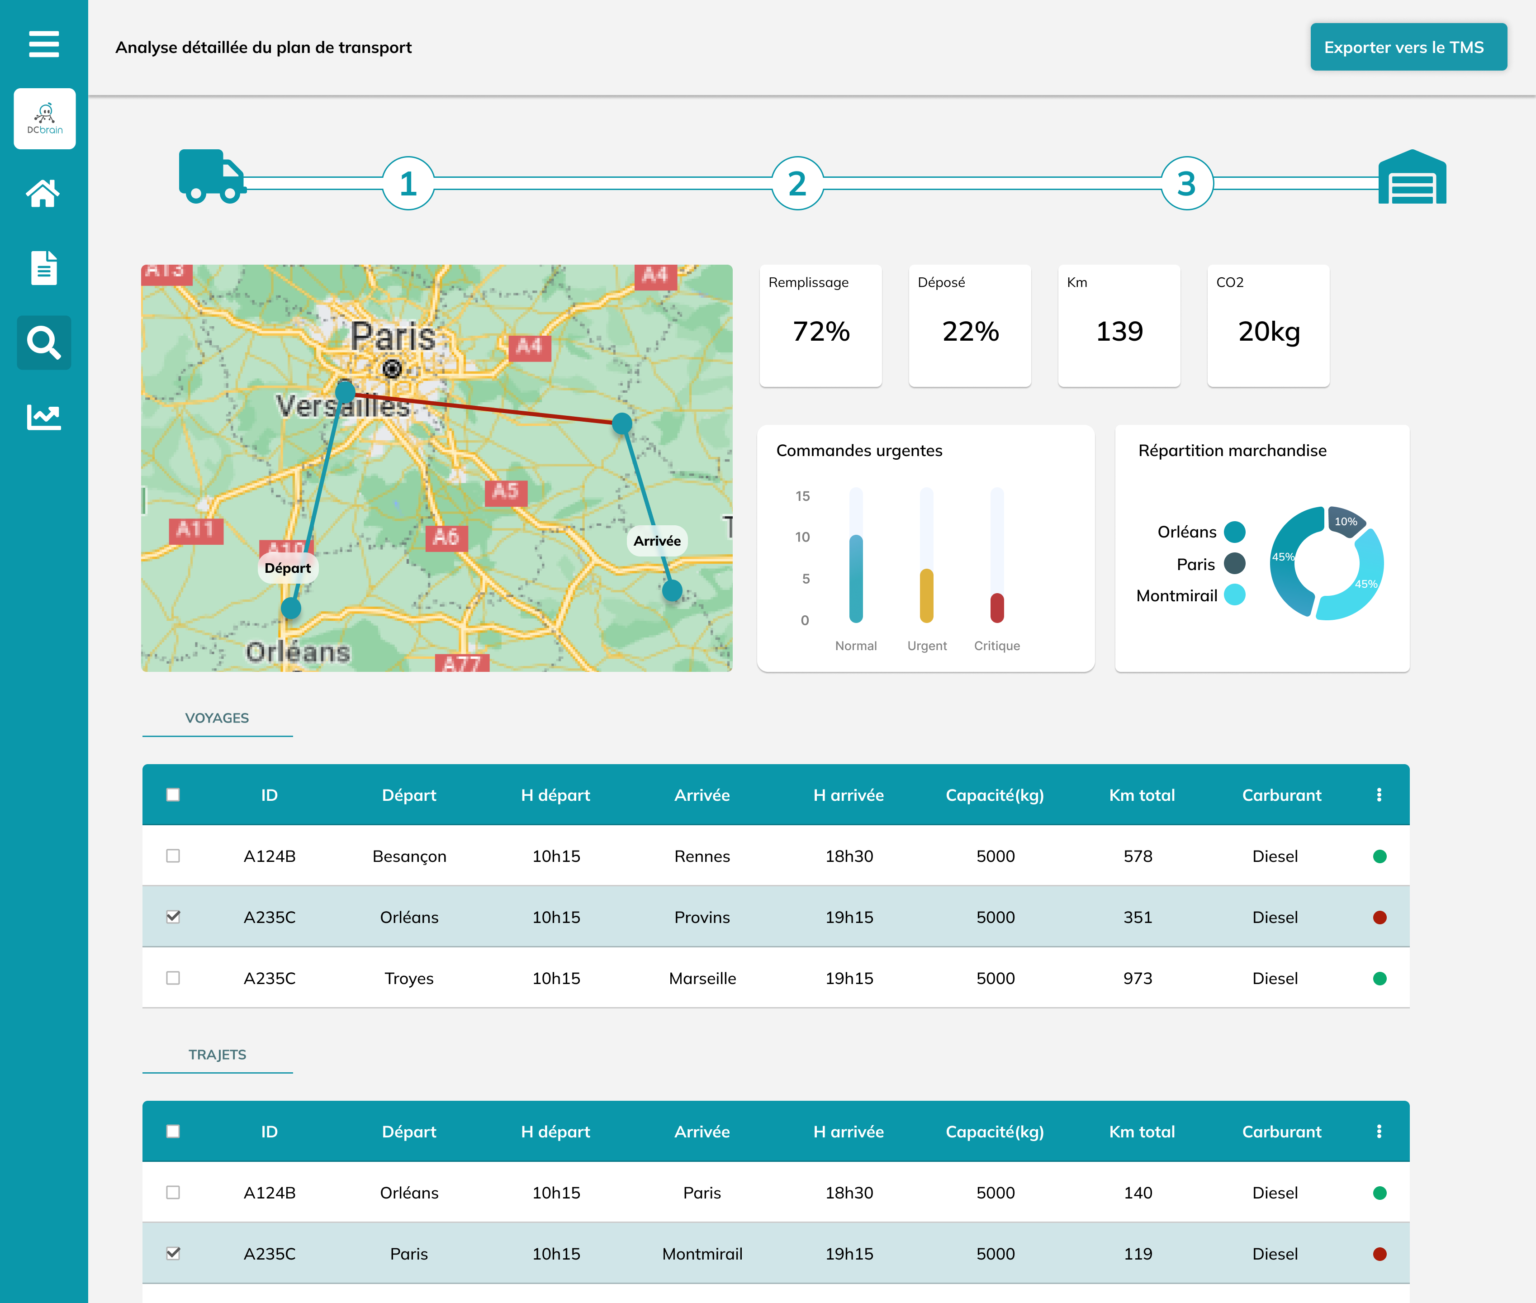 Analyse détaillée du plan de transport
Exporter vers le TMS
DCbrain
1
2
3
A13
A4
Paris
A4
Versailles
A5
A11
A6
A10
Départ
Arrivée
Orléans
A77
Remplissage
72%
Déposé
22%
Km
139
CO2
20kg
Commandes urgentes
15
10
5
0
Normal Urgent Critique
Répartition marchandise
Orléans
Paris
Montmirail
10%
45%
45%
VOYAGES
ID Départ H départ Arrivée H arrivée Capacité(kg) Km total Carburant
A124B Besançon 10h15 Rennes 18h30 5000 578 Diesel
A235C Orléans 10h15 Provins 19h15 5000 351 Diesel
A235C Troyes 10h15 Marseille 19h15 5000 973 Diesel
TRAJETS
ID Départ H départ Arrivée H arrivée Capacité(kg) Km total Carburant
A124B Orléans 10h15 Paris 18h30 5000 140 Diesel
A235C Paris 10h15 Montmirail 19h15 5000 119 Diesel